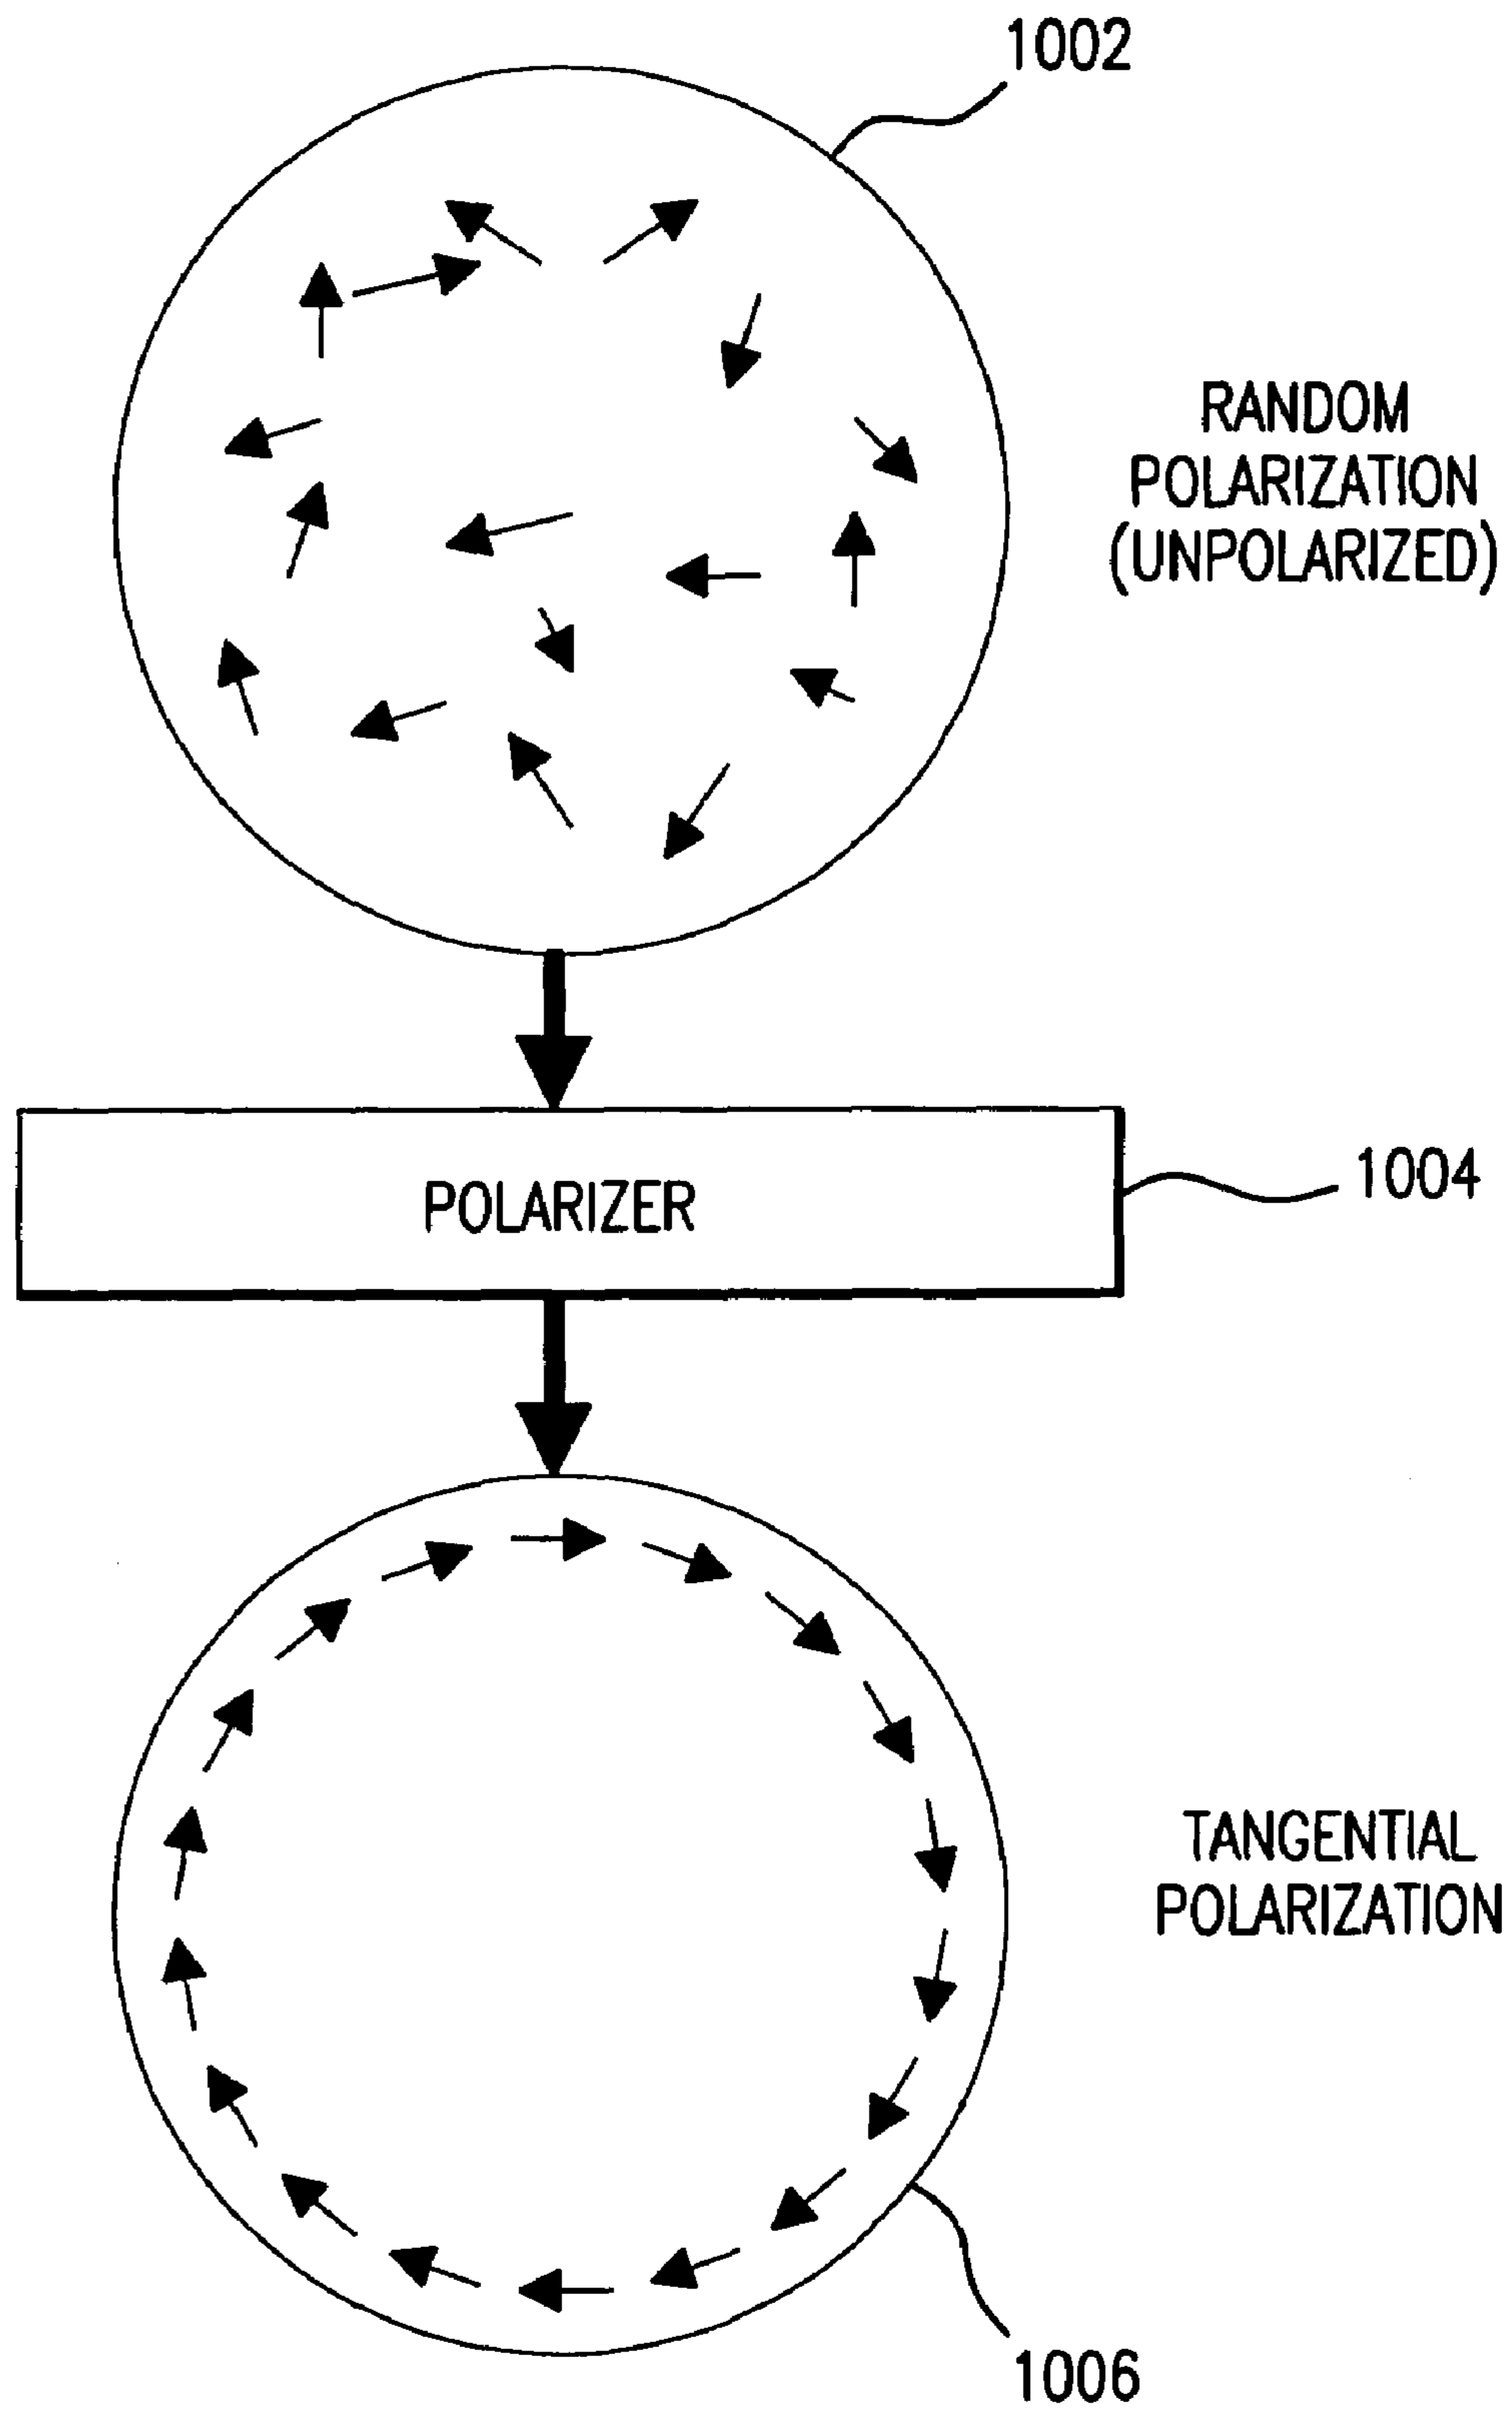 1002
RANDOM
POLARIZATION
(UNPOLARIZED)
POLARIZER
1004
TANGENTIAL
POLARIZATION
1006